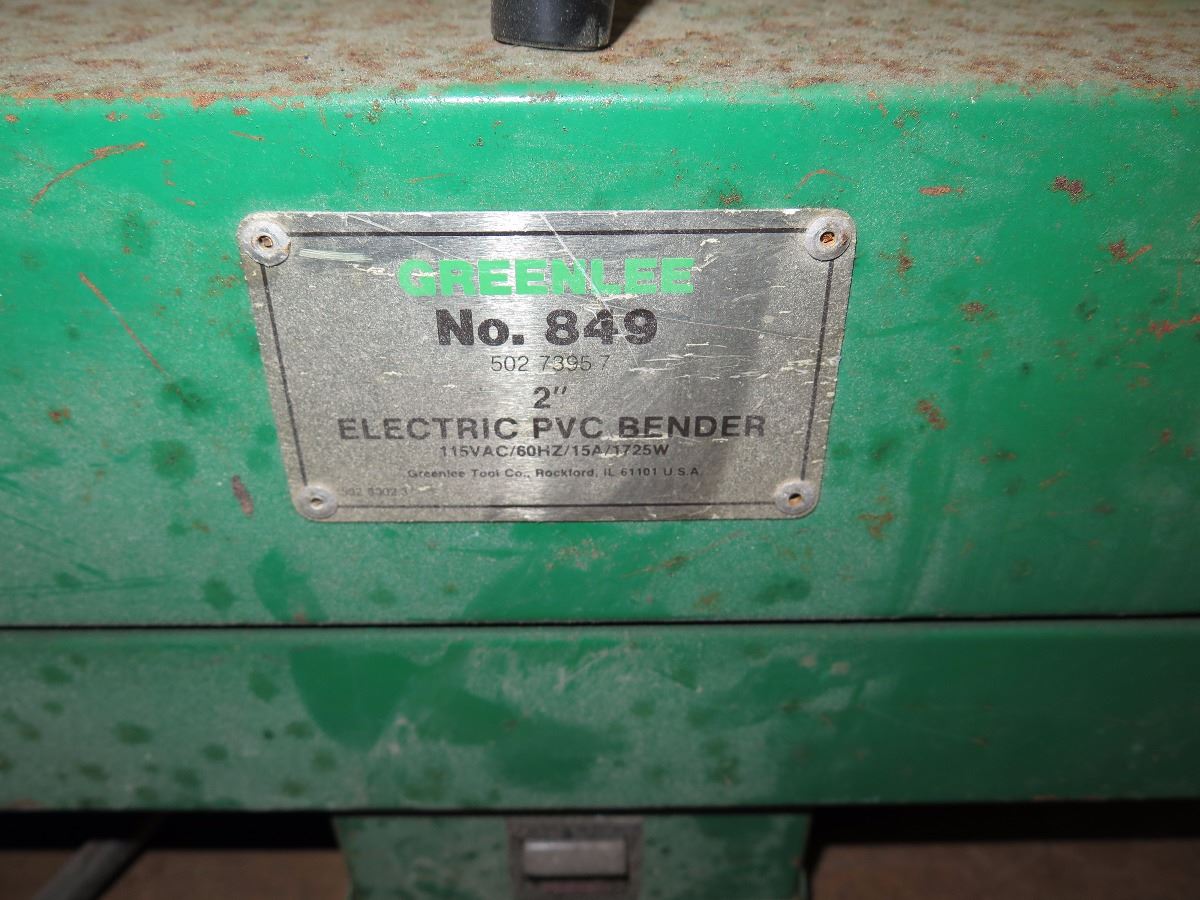 GREENLEE
No. 849
502 7395 7
2"
ELECTRIC PVC BENDER
115VAC/60HZ/15A/1725W
Greenlee Tool Co., Rockford, IL 61101 U.S.A.